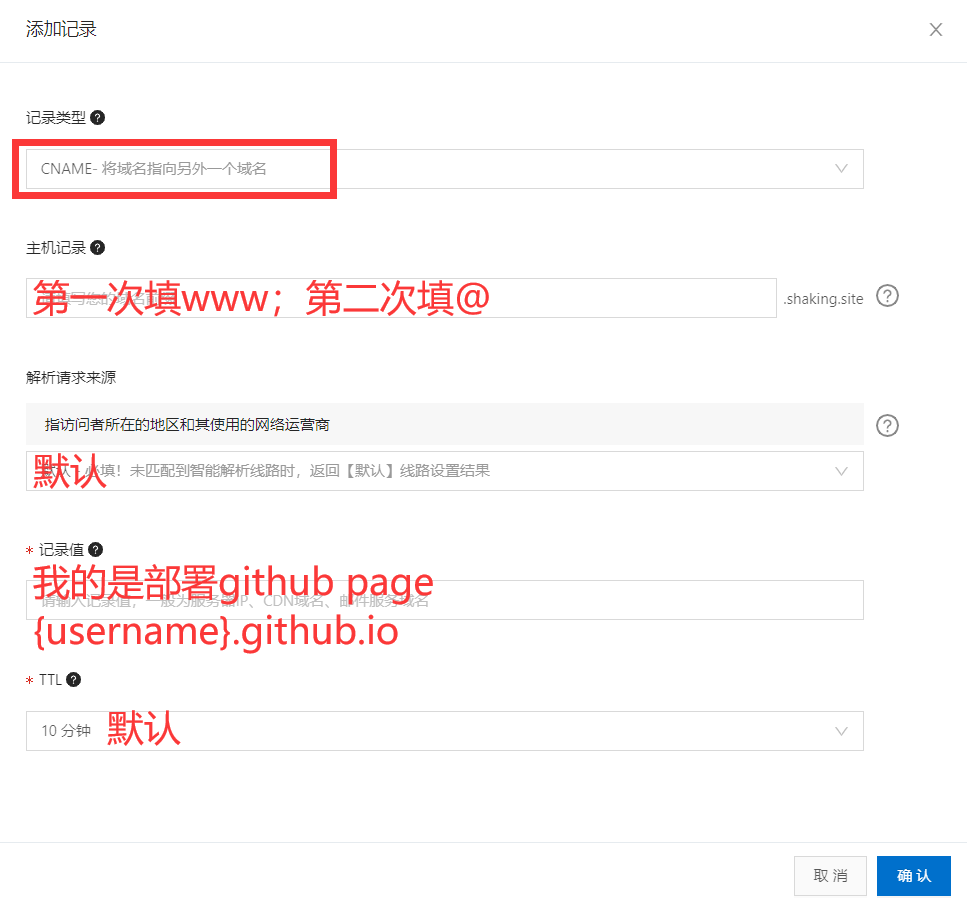 添加记录
记录类型
CNAME- 将域名指向另外一个域名
主机记录
第一次填www；第二次填@
.shaking.site
解析请求来源
指访问者所在的地区和其使用的网络运营商
默认
必填！未匹配到智能解析线路时，返回【默认】线路设置结果
* 记录值
我的是部署github page
请输入记录值，一般为服务器IP、CDN域名、邮件服务域名
{username}.github.io
* TTL
10 分钟 默认
取 消 确 认